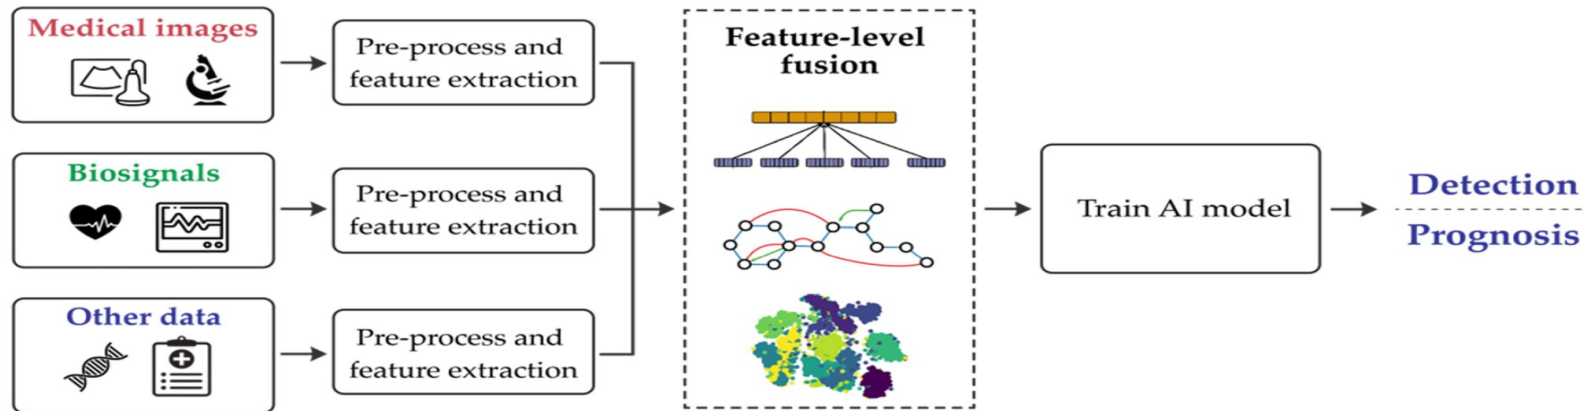 Medical images
Pre-process and
feature extraction
Biosignals
Pre-process and
feature extraction
Other data
Pre-process and
feature extraction
Feature-level
fusion
Train AI model
Detection
Prognosis